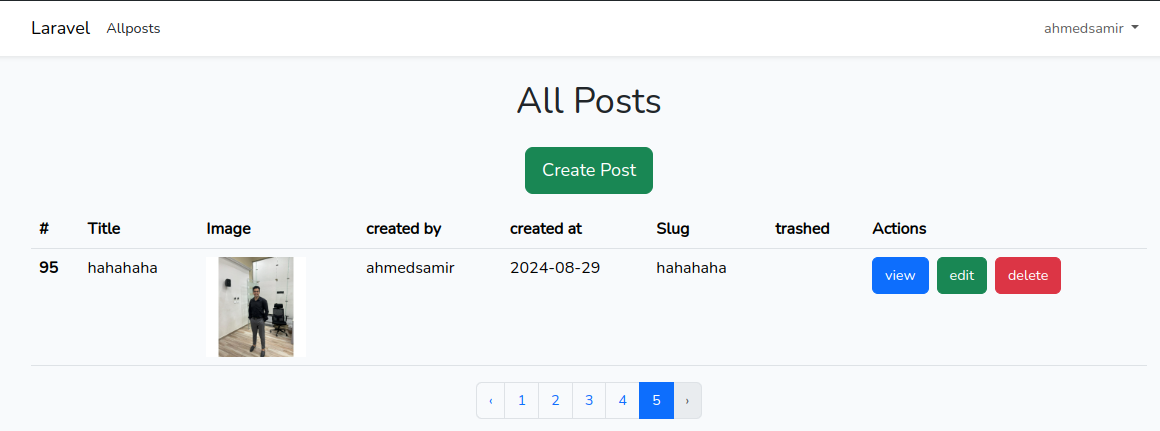 Laravel Allposts ahmedsamir
All Posts
Create Post
# Title Image created by created at Slug trashed Actions
95 hahahaha ahmedsamir 2024-08-29 hahahaha view edit delete
‹ 1 2 3 4 5 ›